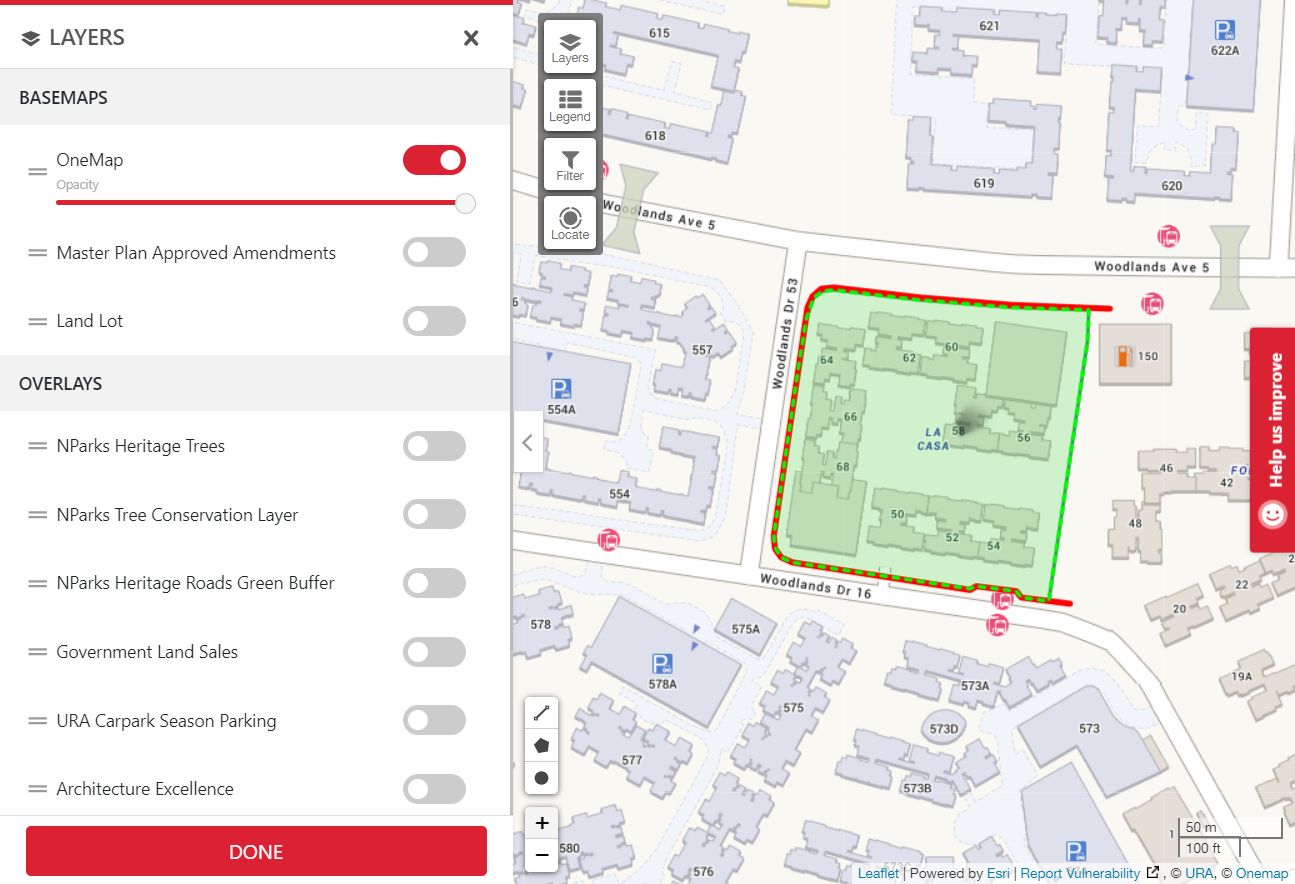 LAYERS
BASEMAPS
OneMap
Opacity
Master Plan Approved Amendments
Land Lot
OVERLAYS
NParks Heritage Trees
NParks Tree Conservation Layer
NParks Heritage Roads Green Buffer
Government Land Sales
URA Carpark Season Parking
Architecture Excellence
DONE
Layers
Legend
Filter
Locate
615
618
621
622A
619
620
Woodlands Ave 5
Woodlands Ave 5
Woodlands Dr 53
557
554A
554
64
62
60
150
66
68
LA
CASA
58
56
50
52
54
46
42
48
FO
Help us improve
Woodlands Dr 16
22
20
19A
578
575A
578A
575
577
573A
573D
573
573B
580
576
50 m
100 ft
Leaflet | Powered by Esri | Report Vulnerability , © URA, © Onemap